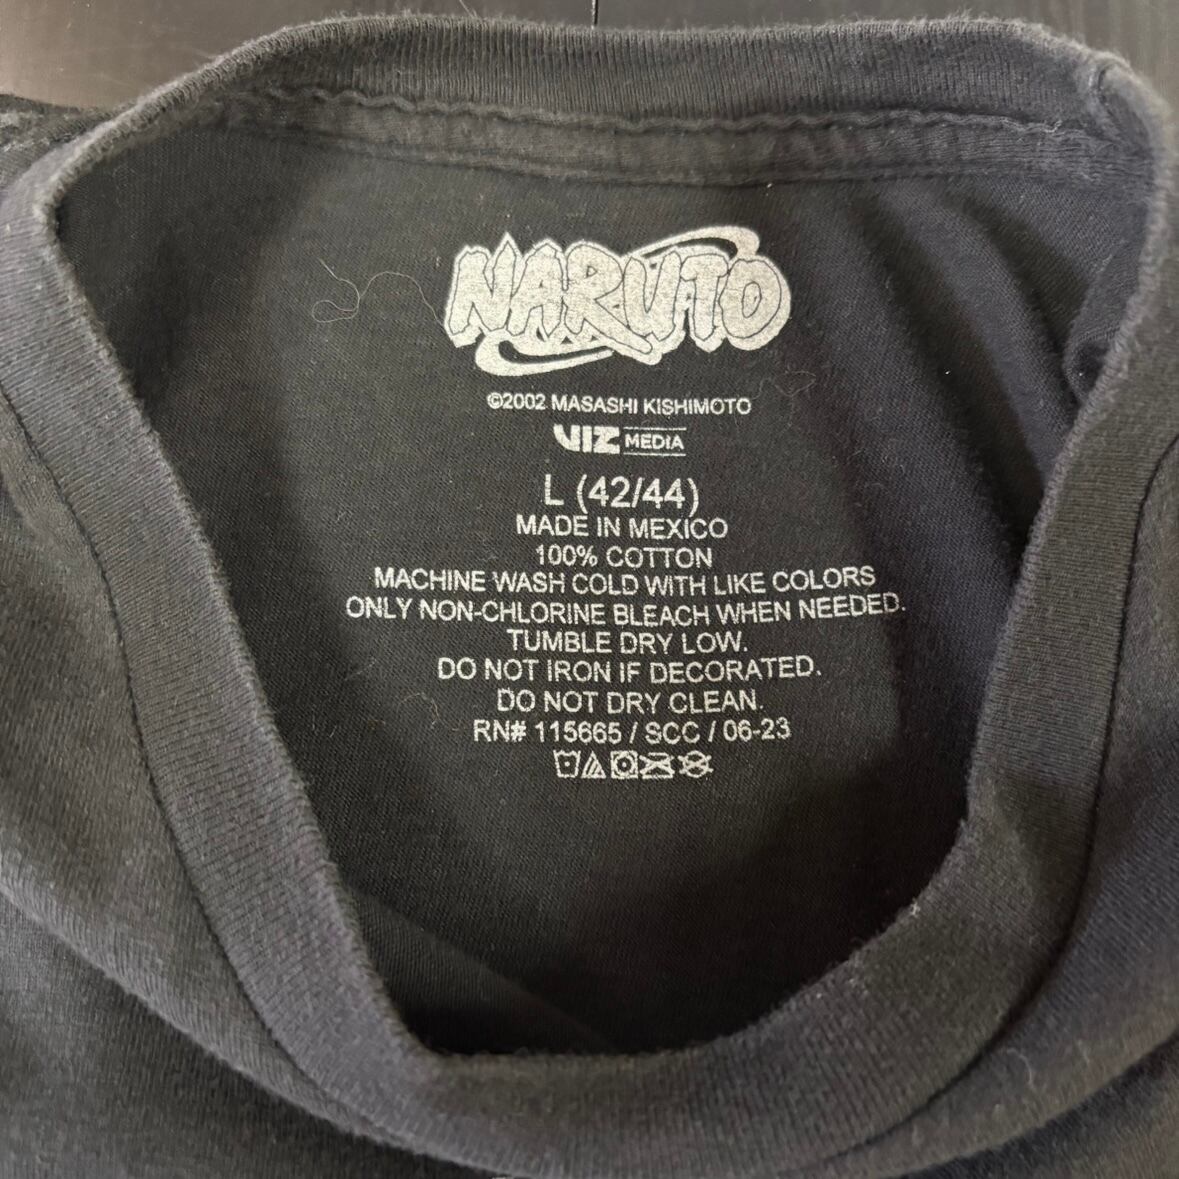 NARUTO
©2002 MASASHI KISHIMOTO
VIZ MEDIA
L (42/44)
MADE IN MEXICO
100% COTTON
MACHINE WASH COLD WITH LIKE COLORS
ONLY NON-CHLORINE BLEACH WHEN NEEDED.
TUMBLE DRY LOW.
DO NOT IRON IF DECORATED.
DO NOT DRY CLEAN.
RN# 115665 / SCC / 06-23